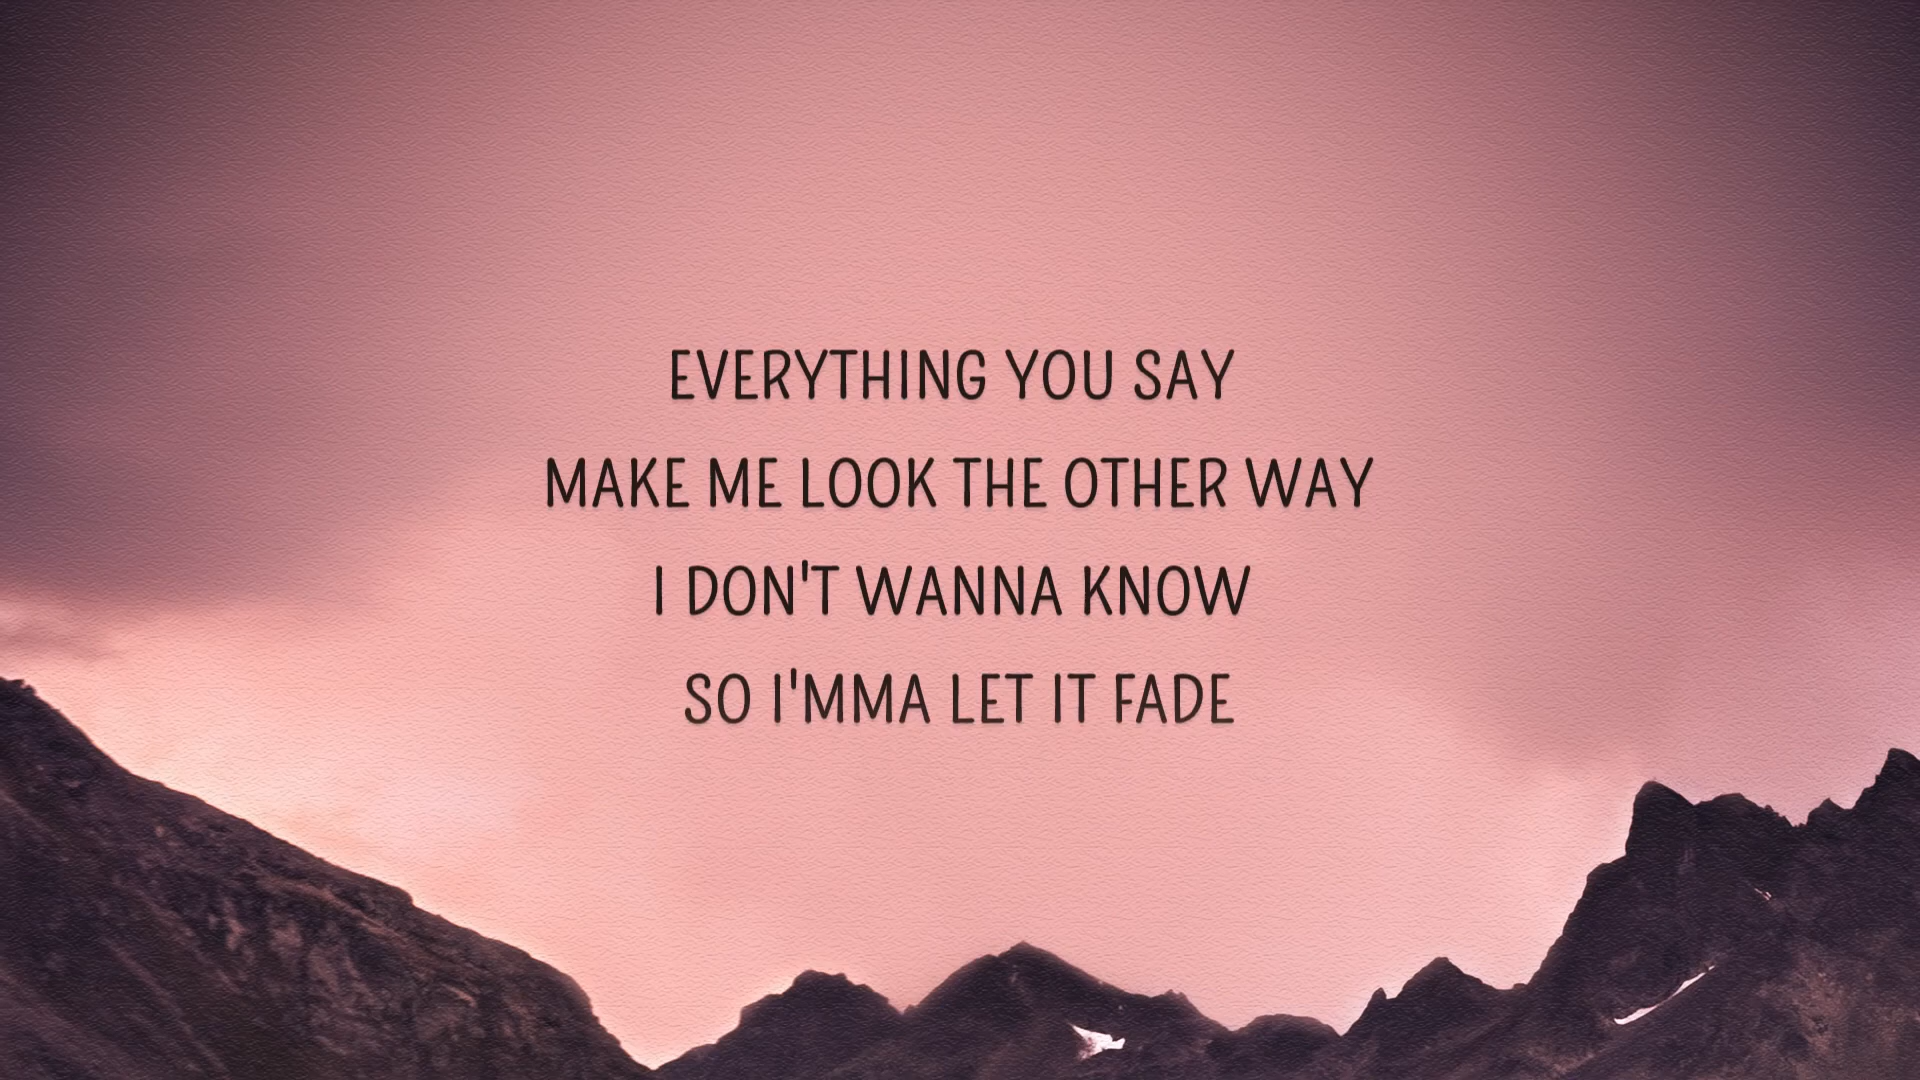 EVERYTHING YOU SAY
MAKE ME LOOK THE OTHER WAY
I DON'T WANNA KNOW
SO I'MMA LET IT FADE